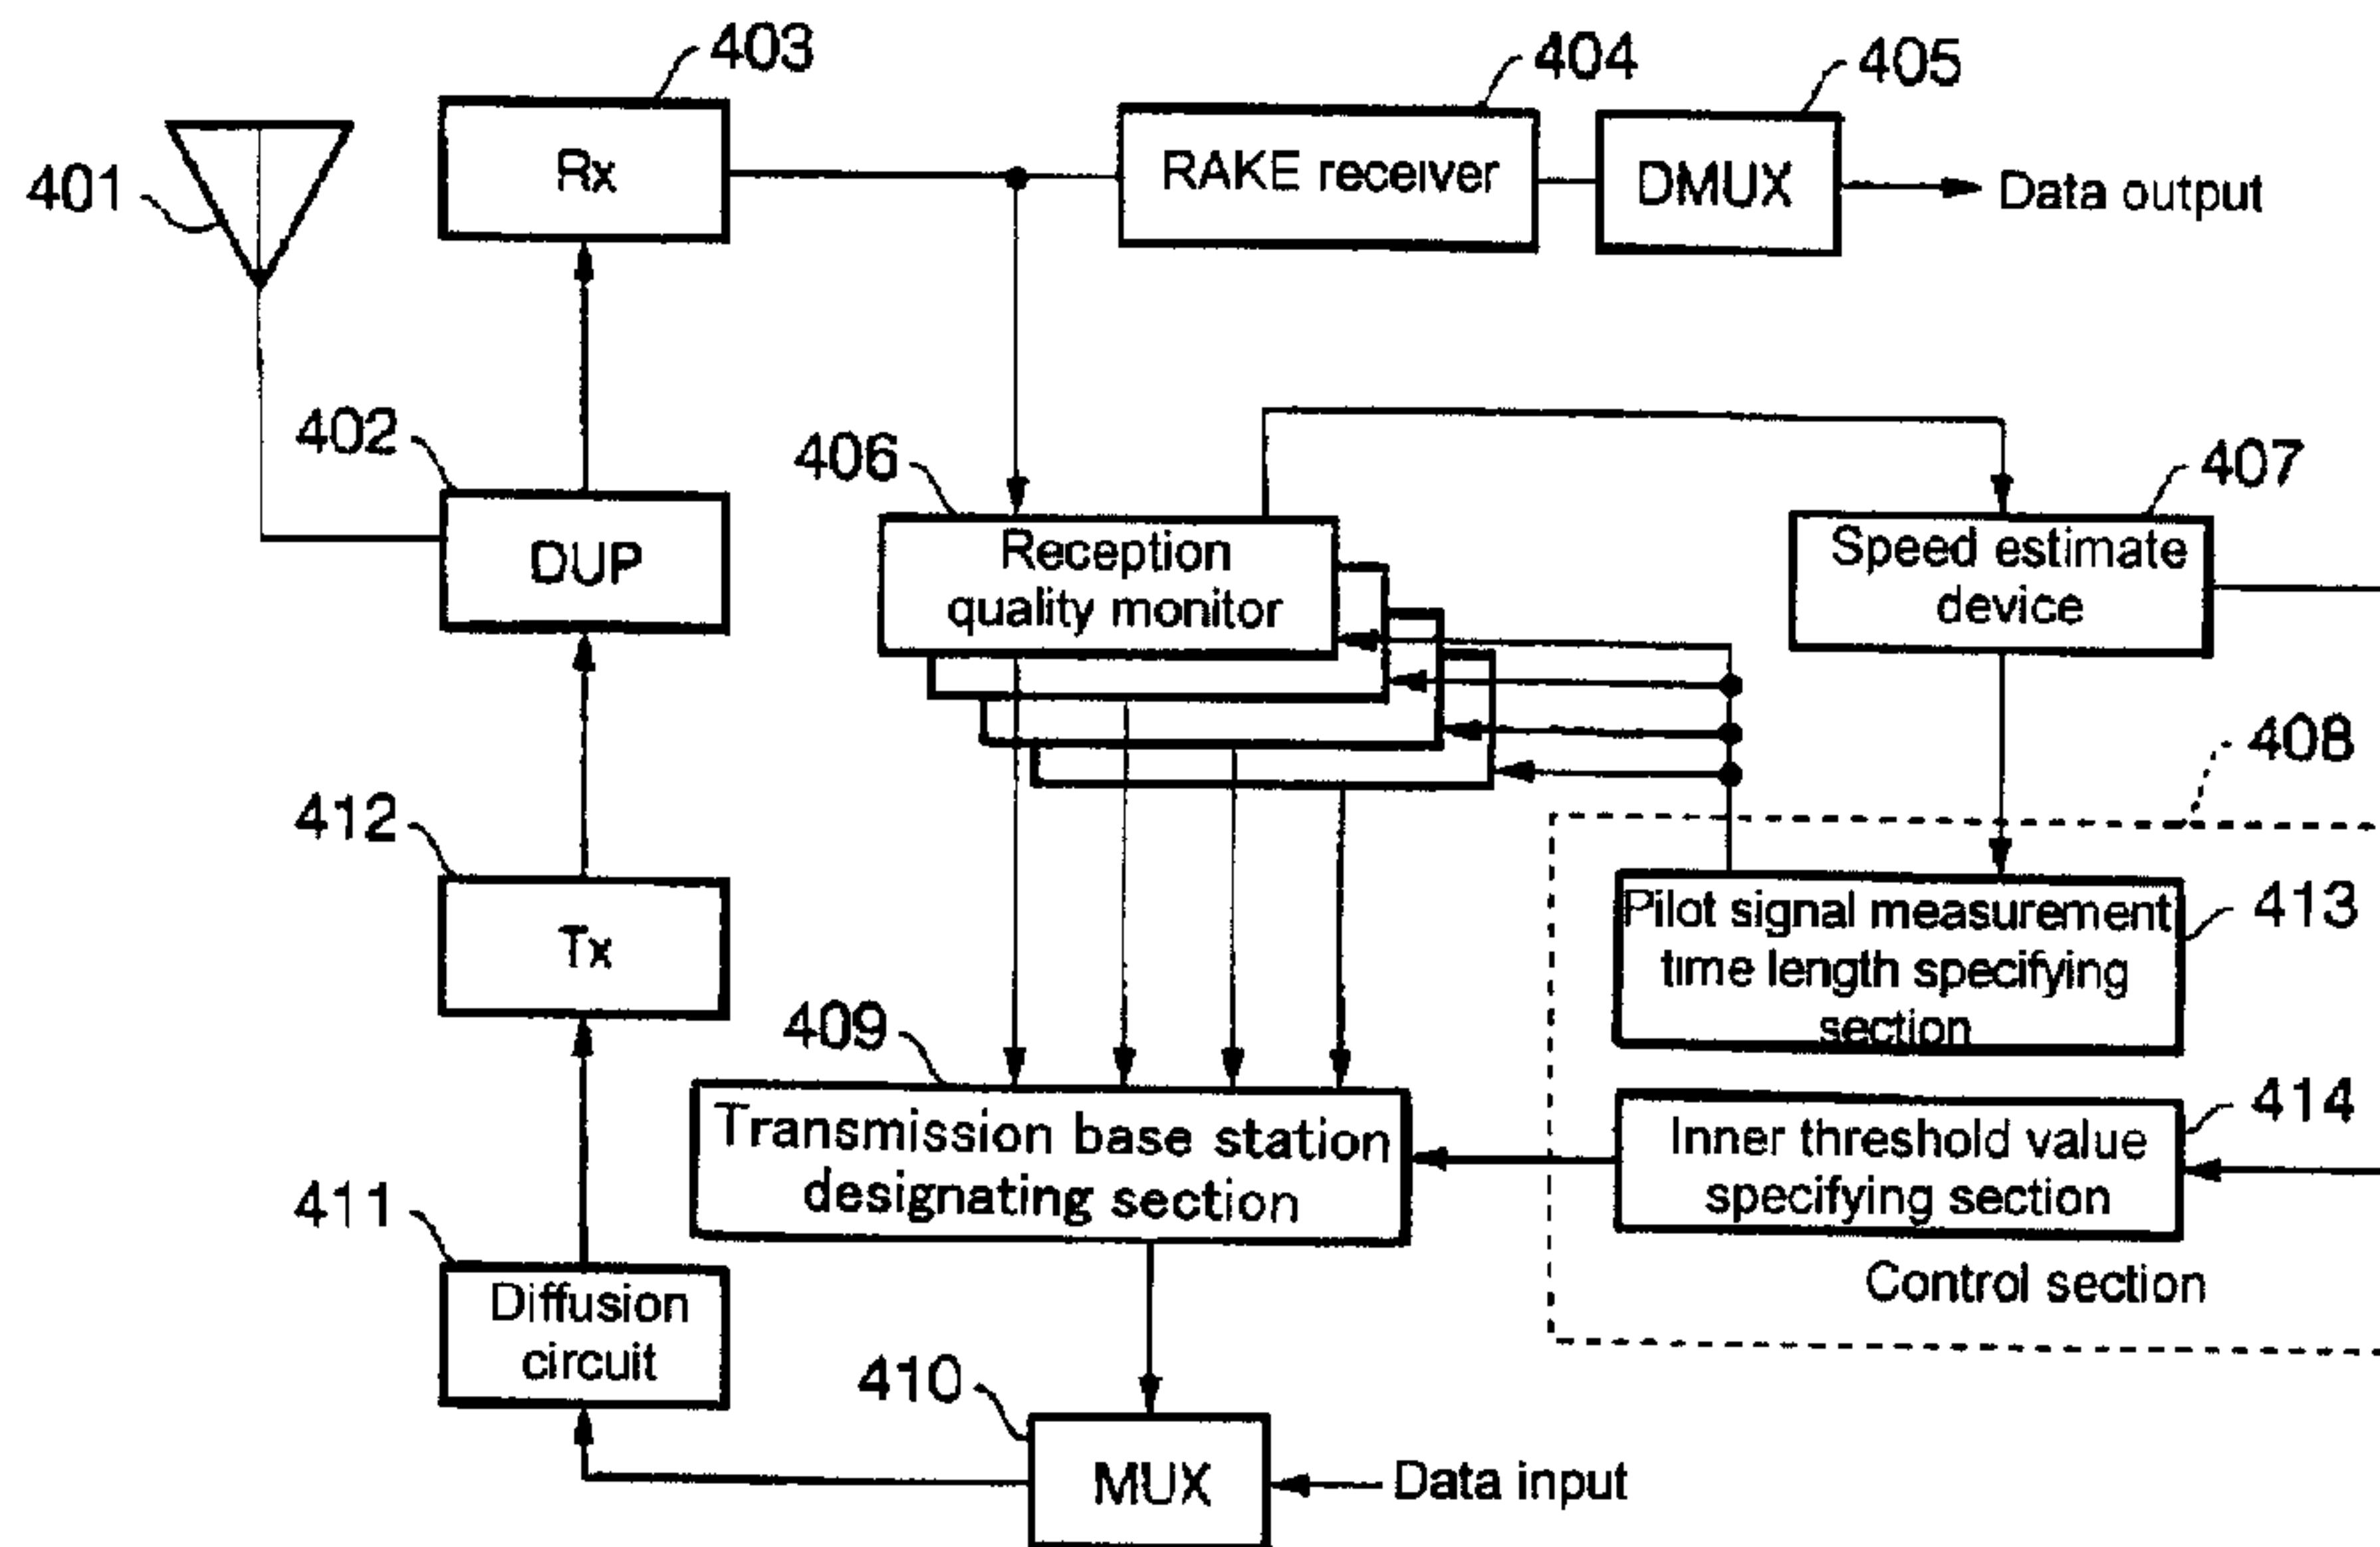 403
404
405
401
Rx
RAKE receiver
DMUX
Data output
402
406
407
DUP
Reception
quality monitor
Speed estimate
device
408
412
413
Tx
Pilot signal measurement
time length specifying
section
409
414
Transmission base station
designating section
Inner threshold value
specifying section
411
Control section
Diffusion
circuit
410
MUX
Data input